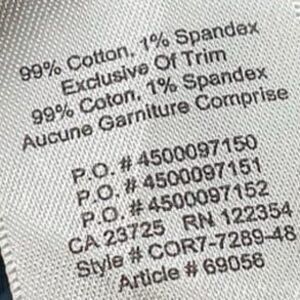 99% Cotton, 1% Spandex
Exclusive Of Trim
99% Coton, 1% Spandex
Aucune Garniture Comprise
P.O. # 4500097150
P.O. # 4500097151
P.O. # 4500097152
CA 23725 RN 122354
Style # COR7-7289-48
Article # 69058